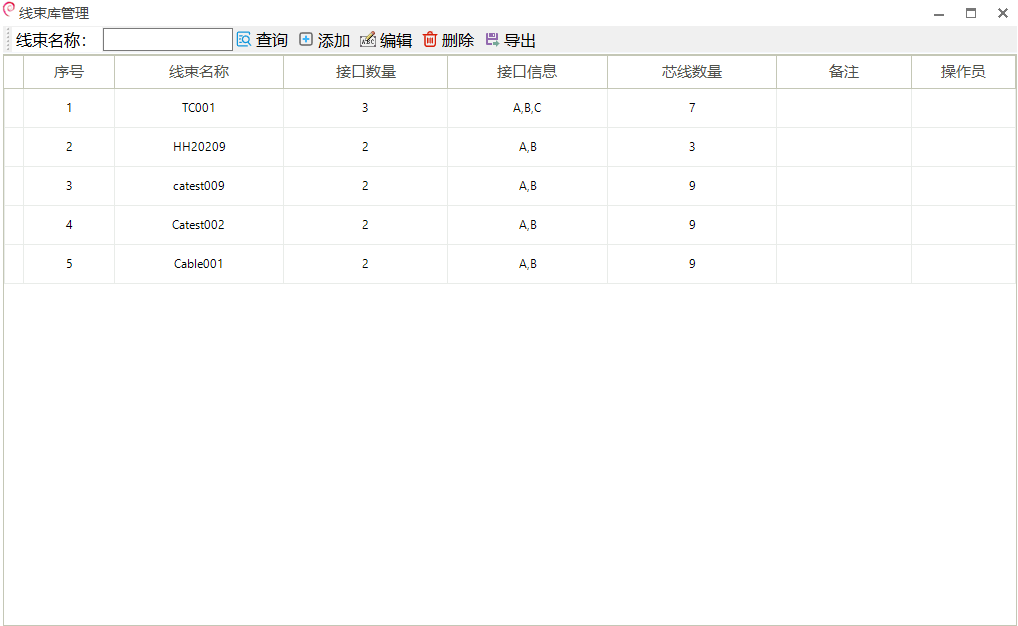 线束库管理
线束名称： 查询 添加 编辑 删除 导出
序号 线束名称 接口数量 接口信息 芯线数量 备注 操作员
1 TC001 3 A,B,C 7
2 HH20209 2 A,B 3
3 catest009 2 A,B 9
4 Catest002 2 A,B 9
5 Cable001 2 A,B 9